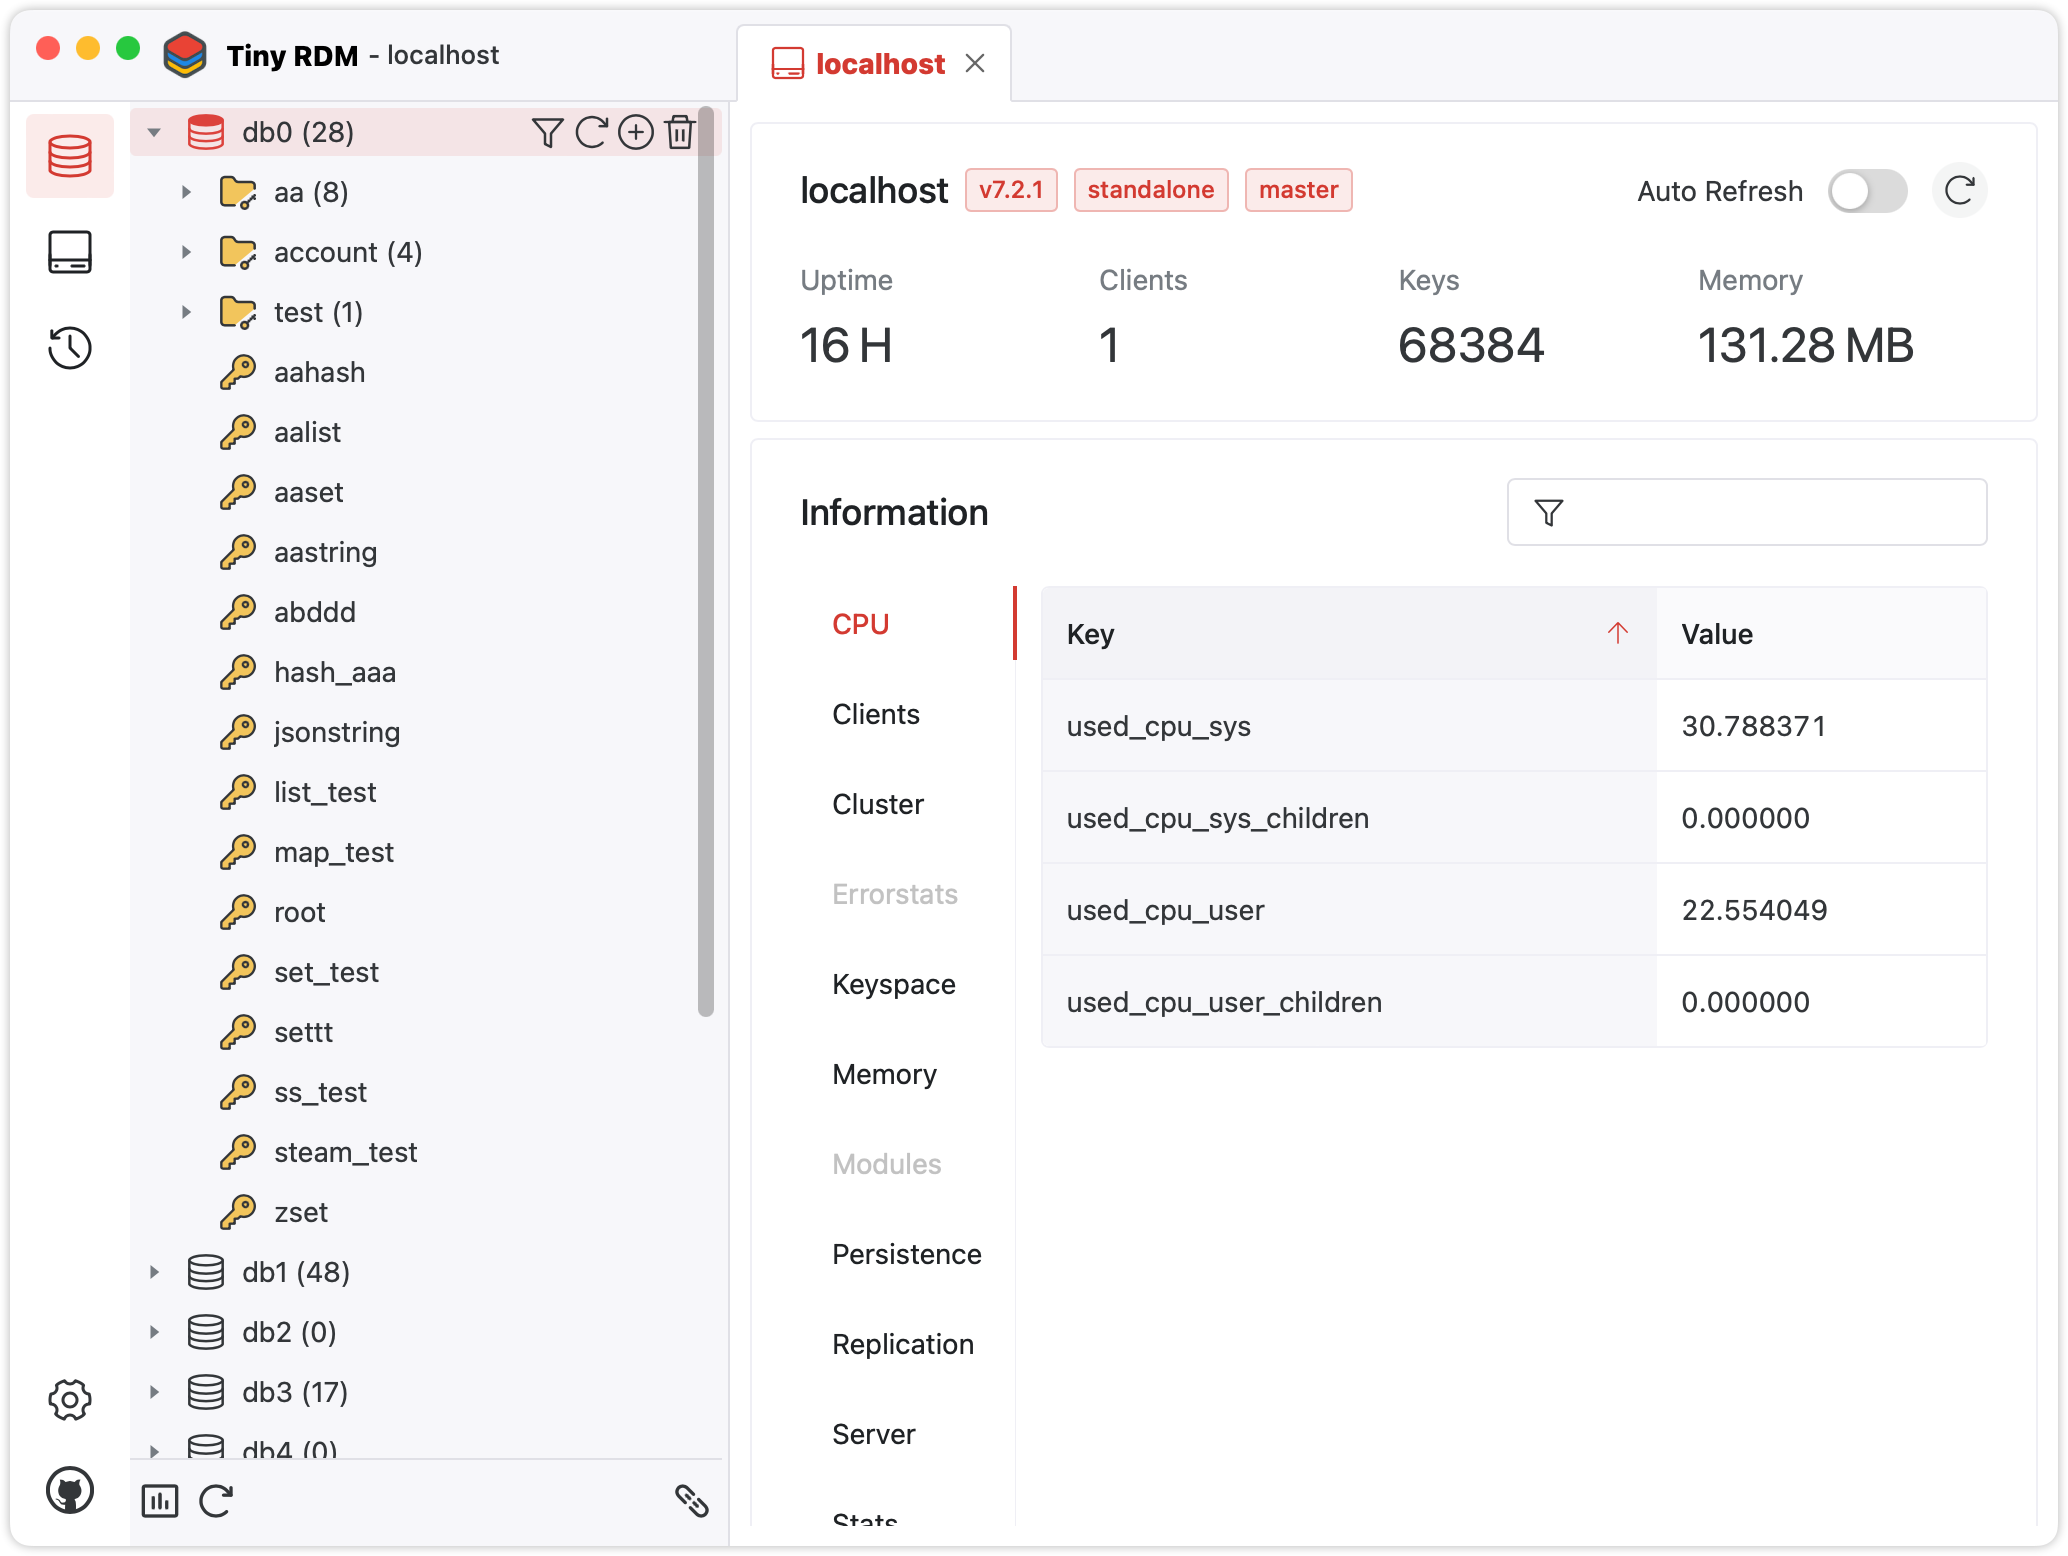 Tiny RDM - localhost
localhost
db0 (28)
aa (8)
account (4)
test (1)
aahash
aalist
aaset
aastring
abddd
hash_aaa
jsonstring
list_test
map_test
root
set_test
settt
ss_test
steam_test
zset
db1 (48)
db2 (0)
db3 (17)
db4 (0)
localhost v7.2.1 standalone master
Auto Refresh
Uptime Clients Keys Memory
16 H 1 68384 131.28 MB
Information
CPU
Clients
Cluster
Errorstats
Keyspace
Memory
Modules
Persistence
Replication
Server
Stats
Key Value
used_cpu_sys 30.788371
used_cpu_sys_children 0.000000
used_cpu_user 22.554049
used_cpu_user_children 0.000000